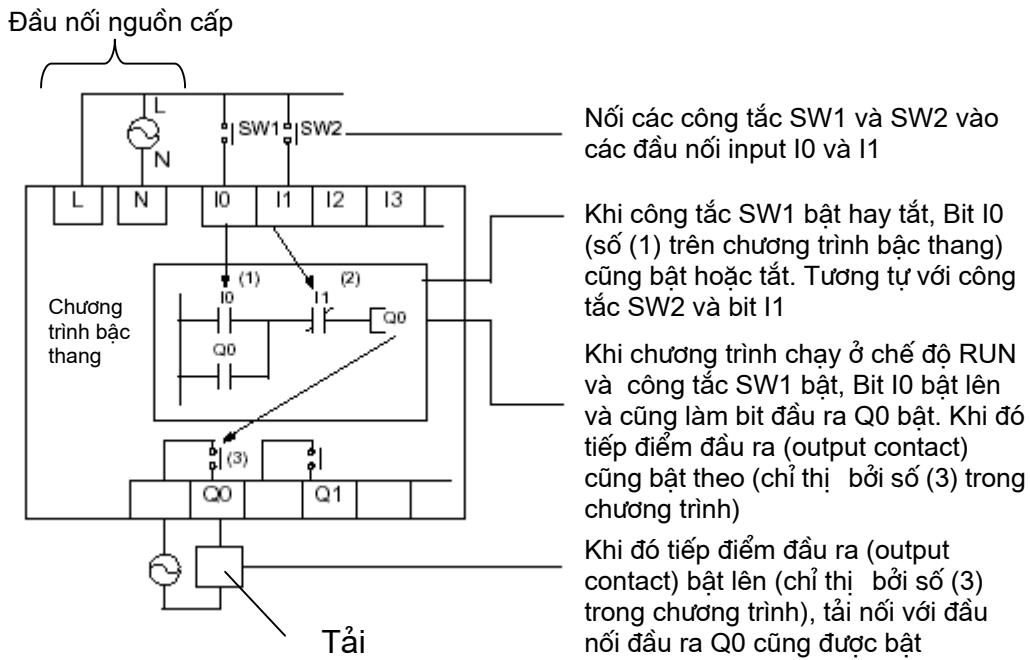 Đầu nối nguồn cấp
L
N
SW1
SW2
Nối các công tắc SW1 và SW2 vào
các đầu nối input I0 và I1
L
N
I0
I1
I2
I3
Khi công tắc SW1 bật hay tắt, Bit I0
(số (1) trên chương trình bậc thang)
cũng bật hoặc tắt. Tương tự với công
tắc SW2 và bit I1
Chương
trình bậc
thang
(1)
I0
(2)
I1
Q0
Q0
Khi chương trình chạy ở chế độ RUN
và công tắc SW1 bật, Bit I0 bật lên
và cũng làm bit đầu ra Q0 bật. Khi đó
tiếp điểm đầu ra (output contact)
cũng bật theo (chỉ thị bởi số (3) trong
chương trình)
(3)
Q0
Q1
Khi đó tiếp điểm đầu ra (output
contact) bật lên (chỉ thị bởi số (3)
trong chương trình), tải nối với đầu
nối đầu ra Q0 cũng được bật
Tải